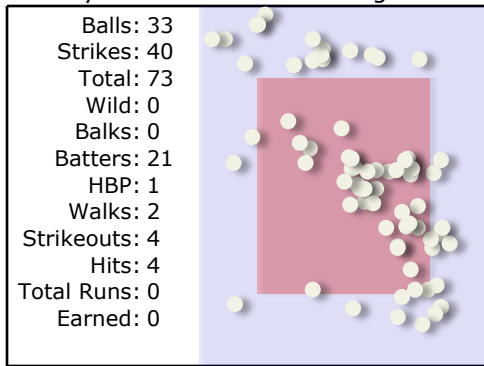 Balls: 33
Strikes: 40
Total: 73
Wild: 0
Balks: 0
Batters: 21
HBP: 1
Walks: 2
Strikeouts: 4
Hits: 4
Total Runs: 0
Earned: 0